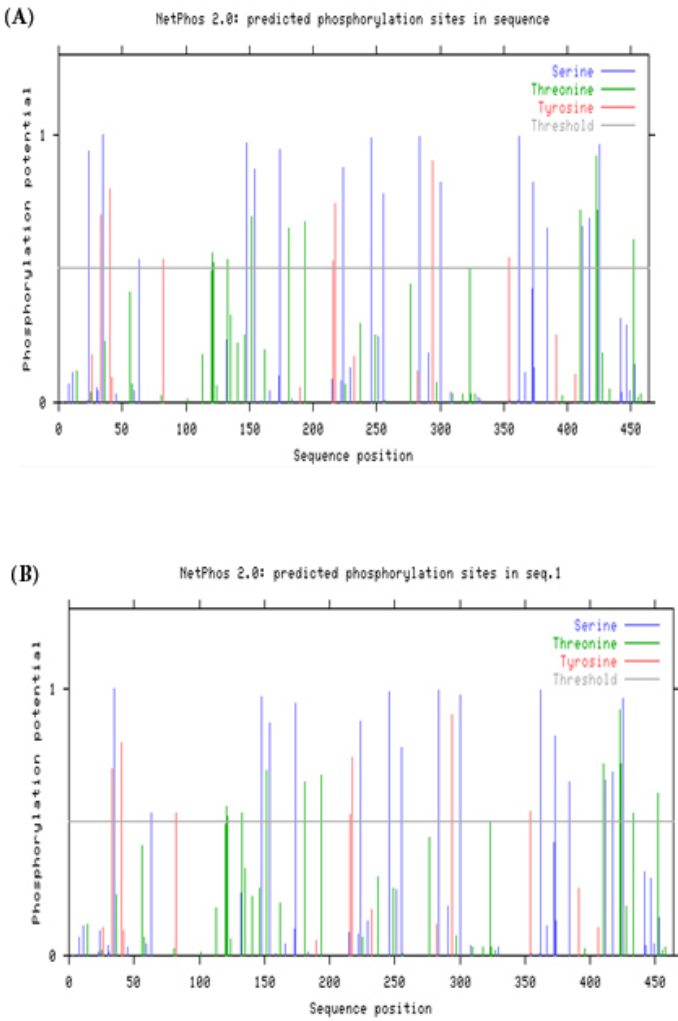 (A)
NetPhos 2.0: predicted phosphorylation sites in sequence
Phosphorylation potential
Serine
Threonine
Tyrosine
Threshold
1
0
0 50 100 150 200 250 300 350 400 450
Sequence position
(B)
NetPhos 2.0: predicted phosphorylation sites in seq.1
Phosphorylation potential
Serine
Threonine
Tyrosine
Threshold
1
0
0 50 100 150 200 250 300 350 400 450
Sequence position